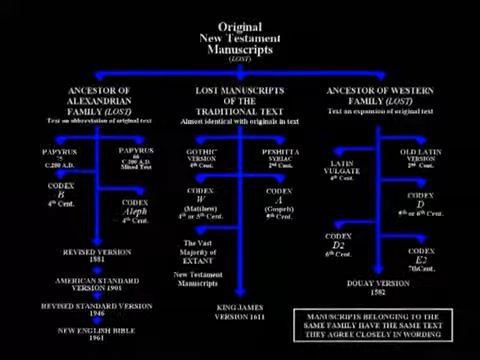 Original
New Testament
Manuscripts
(LOST)
ANCESTOR OF
ALEXANDRIAN
FAMILY (LOST)
Text an abbreviation of original text
PAPYRUS
75
C.200 A.D.
PAPYRUS
66
C.200 A.D.
Mixed Text
CODEX
B
4th Cent.
CODEX
Aleph
4th Cent.
REVISED VERSION
1881
AMERICAN STANDARD
VERSION 1901
REVISED STANDARD VERSION
1946
NEW ENGLISH BIBLE
1961
LOST MANUSCRIPTS
OF THE
TRADITIONAL TEXT
Almost identical with originals in text
GOTHIC
VERSION
4th Cent.
PESHITTA
SYRIAC
2nd Cent.
CODEX
W
(Matthew)
4th or 5th Cent.
CODEX
A
(Gospels)
5th Cent.
The Vast
Majority of
EXTANT
New Testament
Manuscripts
KING JAMES
VERSION 1611
ANCESTOR OF WESTERN
FAMILY (LOST)
Text an expansion of original text
LATIN
VULGATE
4th Cent.
OLD LATIN
VERSION
2nd Cent.
CODEX
D
5th or 6th Cent.
CODEX
D2
6th Cent.
CODEX
E2
7th Cent.
DOUAY VERSION
1582
MANUSCRIPTS BELONGING TO THE
SAME FAMILY HAVE THE SAME TEXT
THEY AGREE CLOSELY IN WORDING